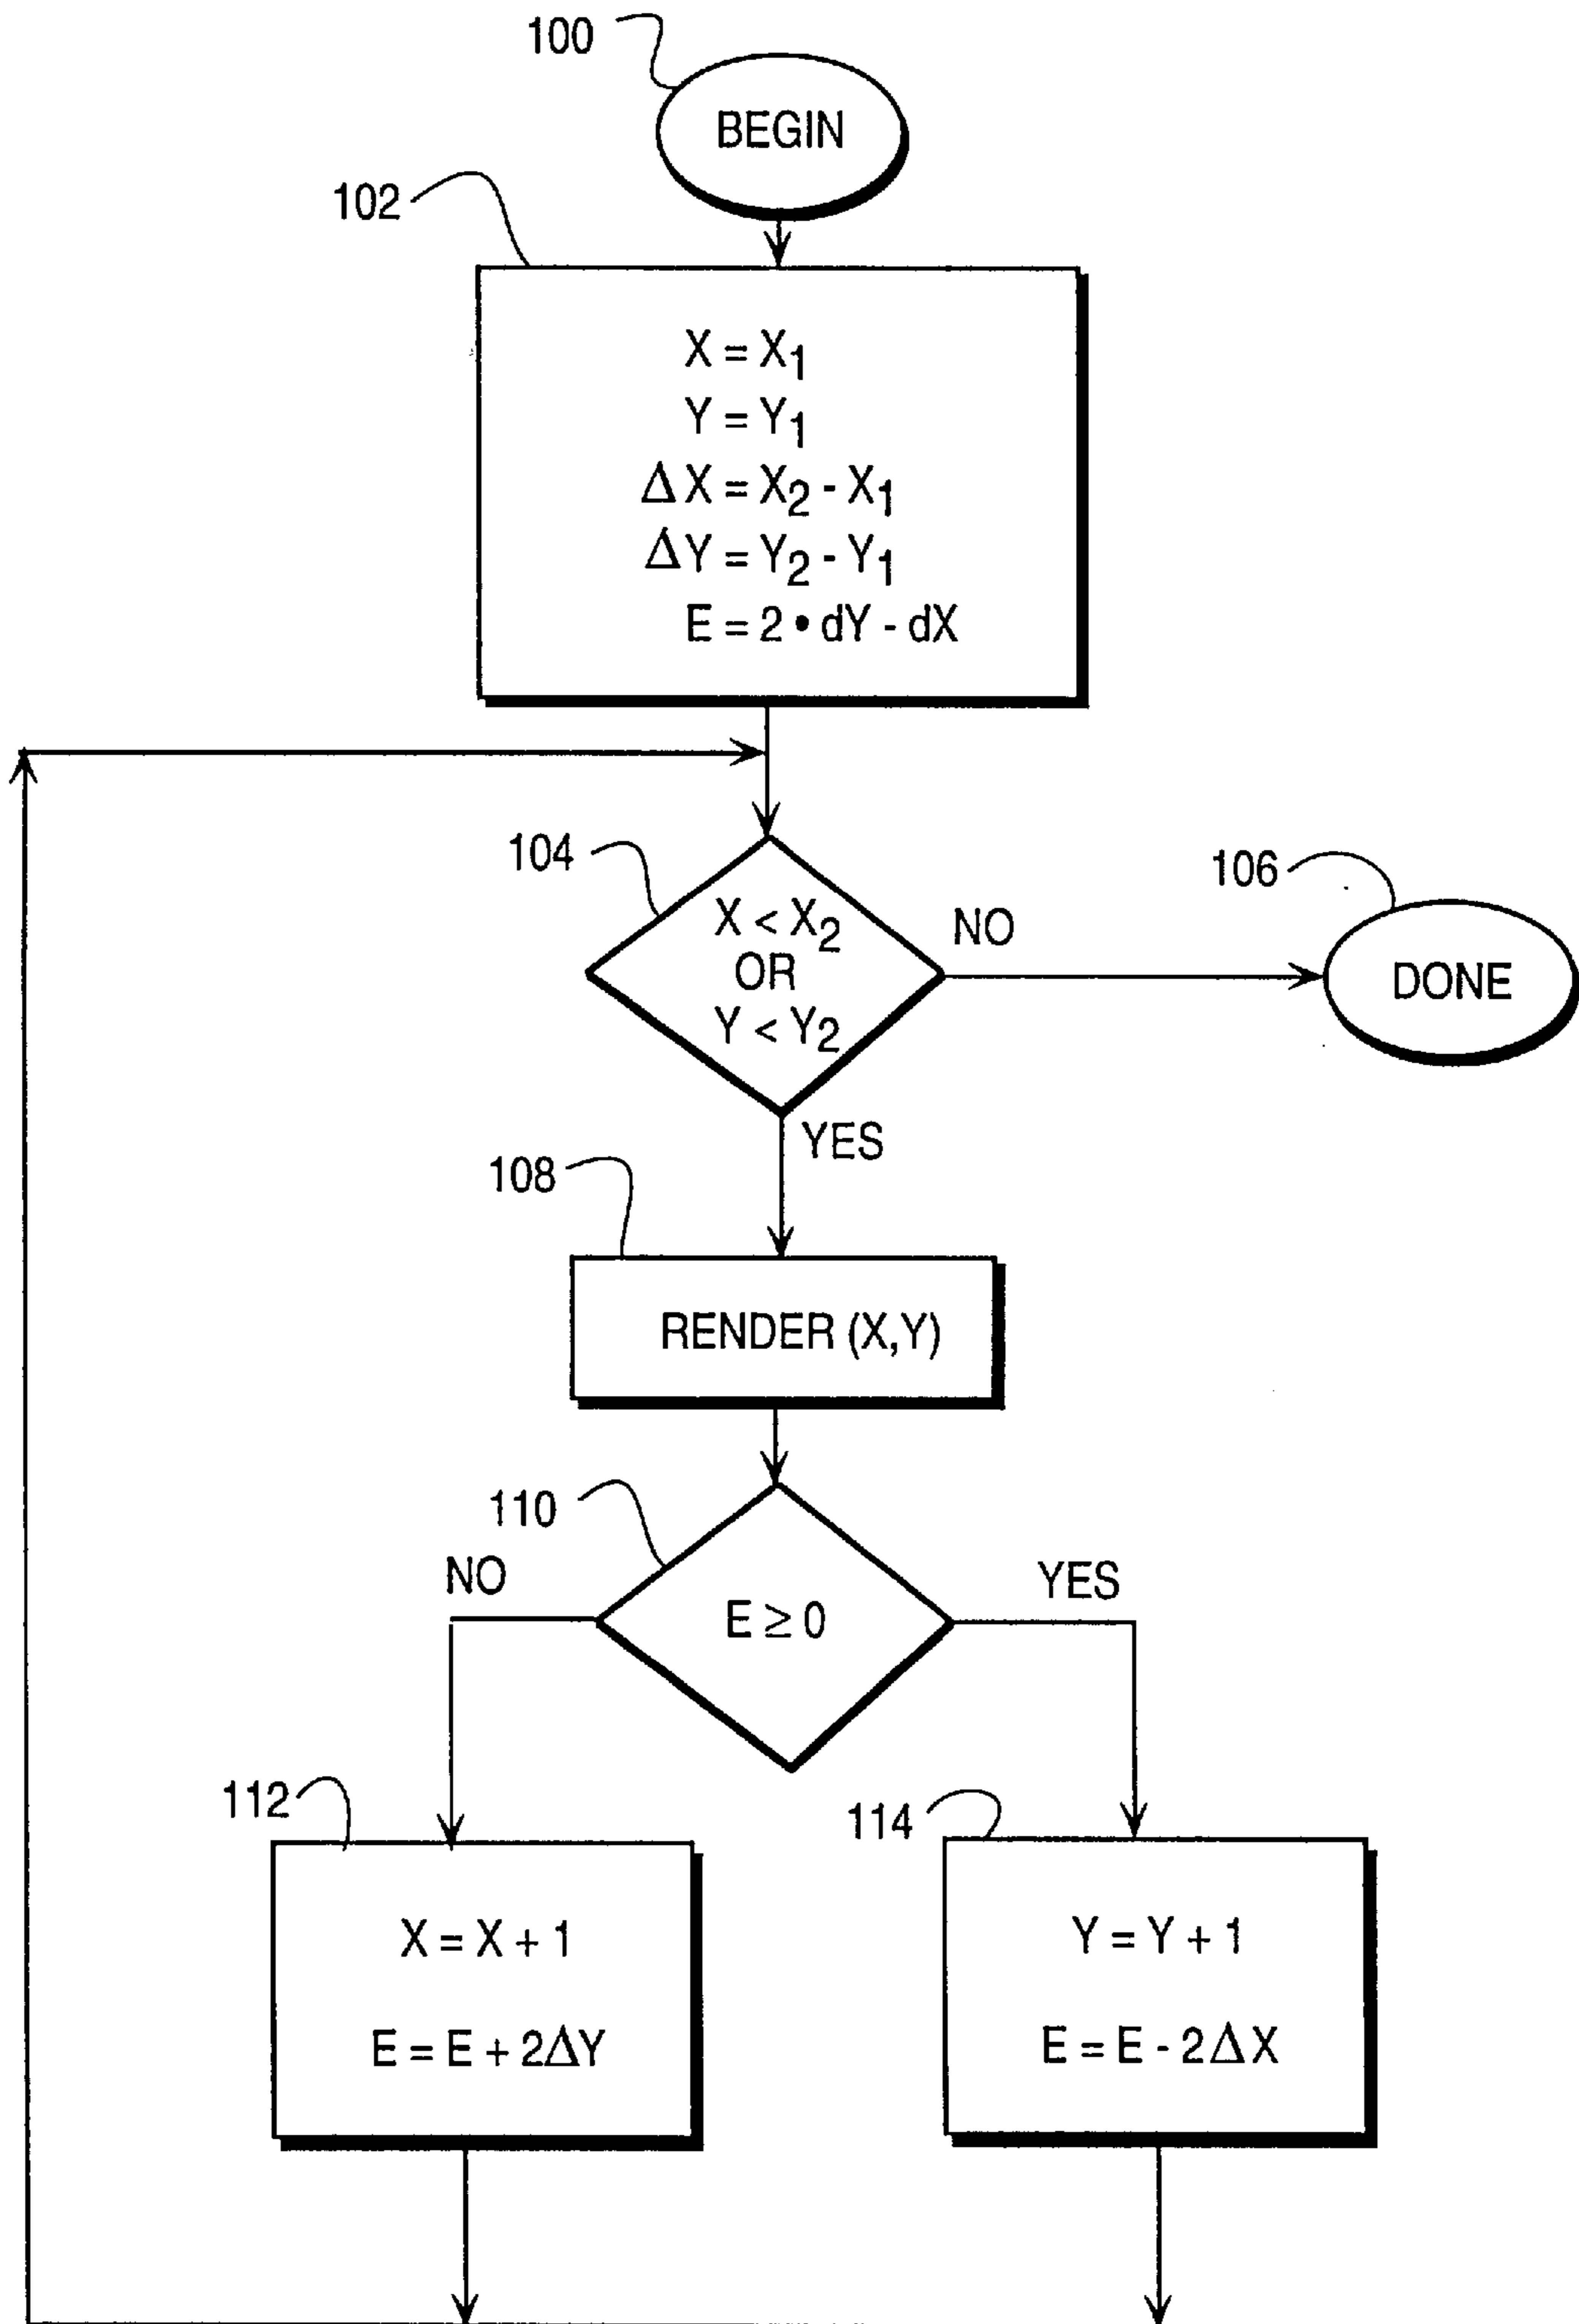 100
BEGIN
102
X = X1
Y = Y1
ΔX = X2 - X1
ΔY = Y2 - Y1
E = 2 • dY - dX
104
X < X2
OR
Y < Y2
NO
106
DONE
YES
108
RENDER (X,Y)
110
NO
E ≥ 0
YES
112
X = X + 1
E = E + 2ΔY
114
Y = Y + 1
E = E - 2ΔX